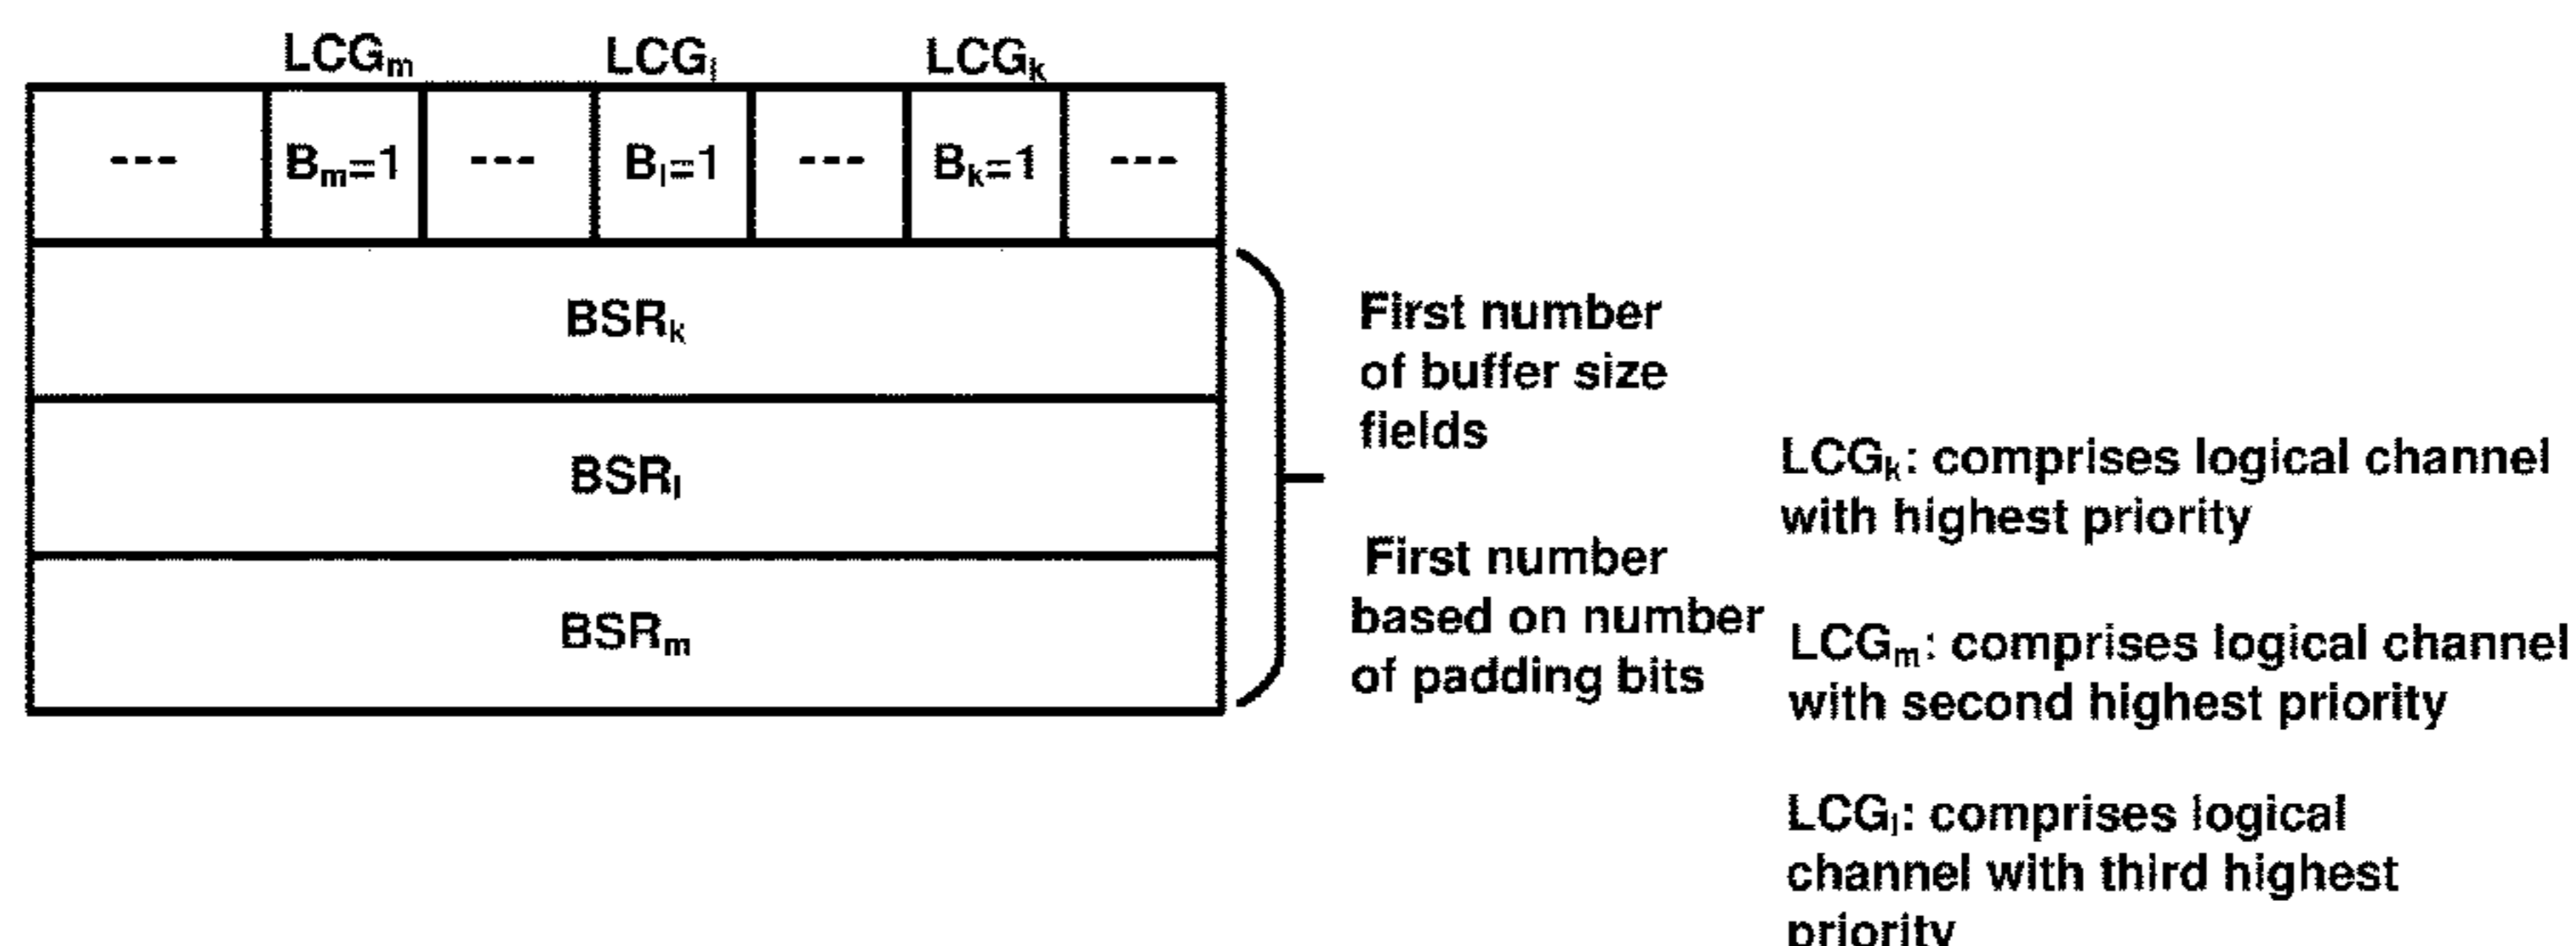 LCGm LCGl LCGk
--- Bm=1 --- Bl=1 --- Bk=1 ---
BSRk
BSRl
BSRm
First number
of buffer size
fields
First number
based on number
of padding bits
LCGk: comprises logical channel
with highest priority
LCGm: comprises logical channel
with second highest priority
LCGl: comprises logical
channel with third highest
priority